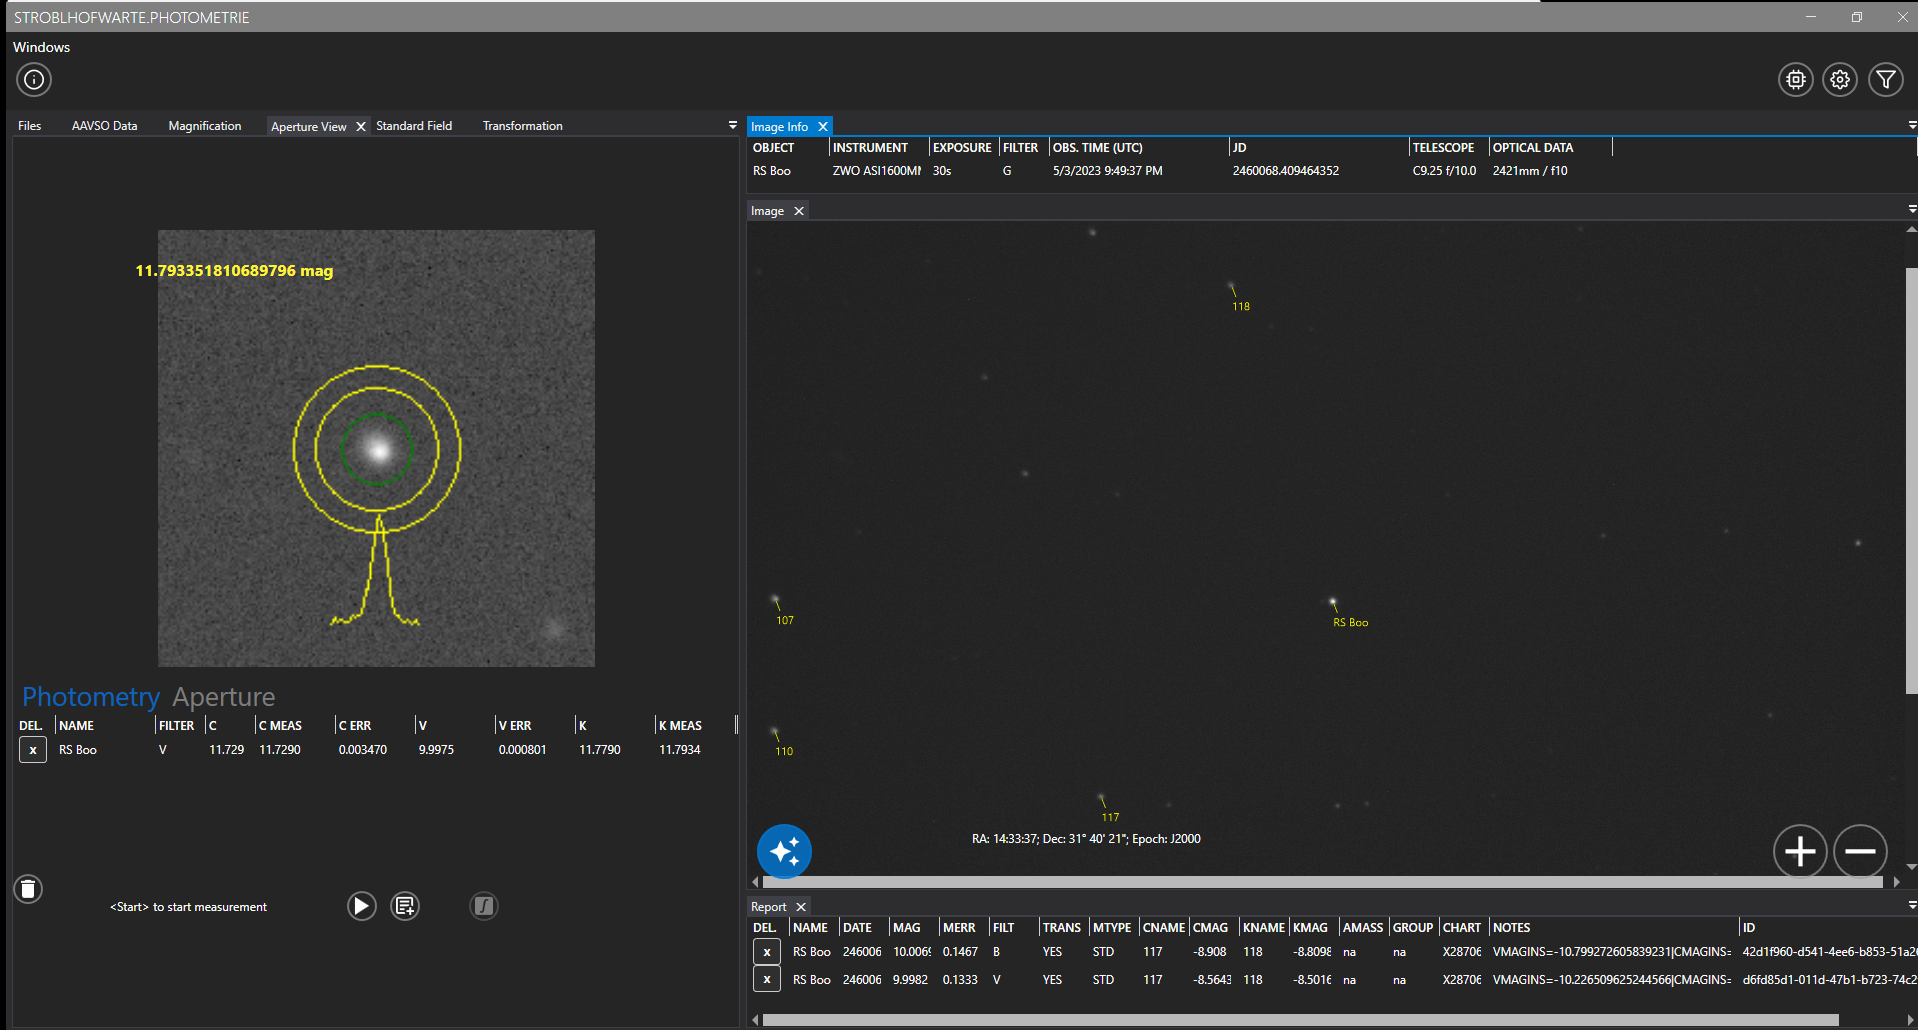 STROBLHOFWARTE.PHOTOMETRIE
Windows
Files AAVSO Data Magnification Aperture View Standard Field Transformation
11.793351810689796 mag
Photometry Aperture
DEL. NAME FILTER C C MEAS C ERR V V ERR K K MEAS
x RS Boo V 11.729 11.7290 0.003470 9.9975 0.000801 11.7790 11.7934
<Start> to start measurement
Image Info
OBJECT INSTRUMENT EXPOSURE FILTER OBS. TIME (UTC) JD TELESCOPE OPTICAL DATA
RS Boo ZWO ASI1600M 30s G 5/3/2023 9:49:37 PM 2460068.409464352 C9.25 f/10.0 2421mm / f10
Image
118
107
RS Boo
110
117
RA: 14:33:37; Dec: 31° 40' 21"; Epoch: J2000
Report
DEL. NAME DATE MAG MERR FILT TRANS MTYPE CNAME CMAG KNAME KMAG AMASS GROUP CHART NOTES ID
x RS Boo 246006 10.0069 0.1467 B YES STD 117 -8.908 118 -8.8098 na na X28706 VMAGINS=-10.799272605839231|CMAGINS= 42d1f960-d541-4ee6-b853-51a2
x RS Boo 246006 9.9982 0.1333 V YES STD 117 -8.5643 118 -8.5016 na na X28706 VMAGINS=-10.226509625244566|CMAGINS= d6fd85d1-011d-47b1-b723-74c2